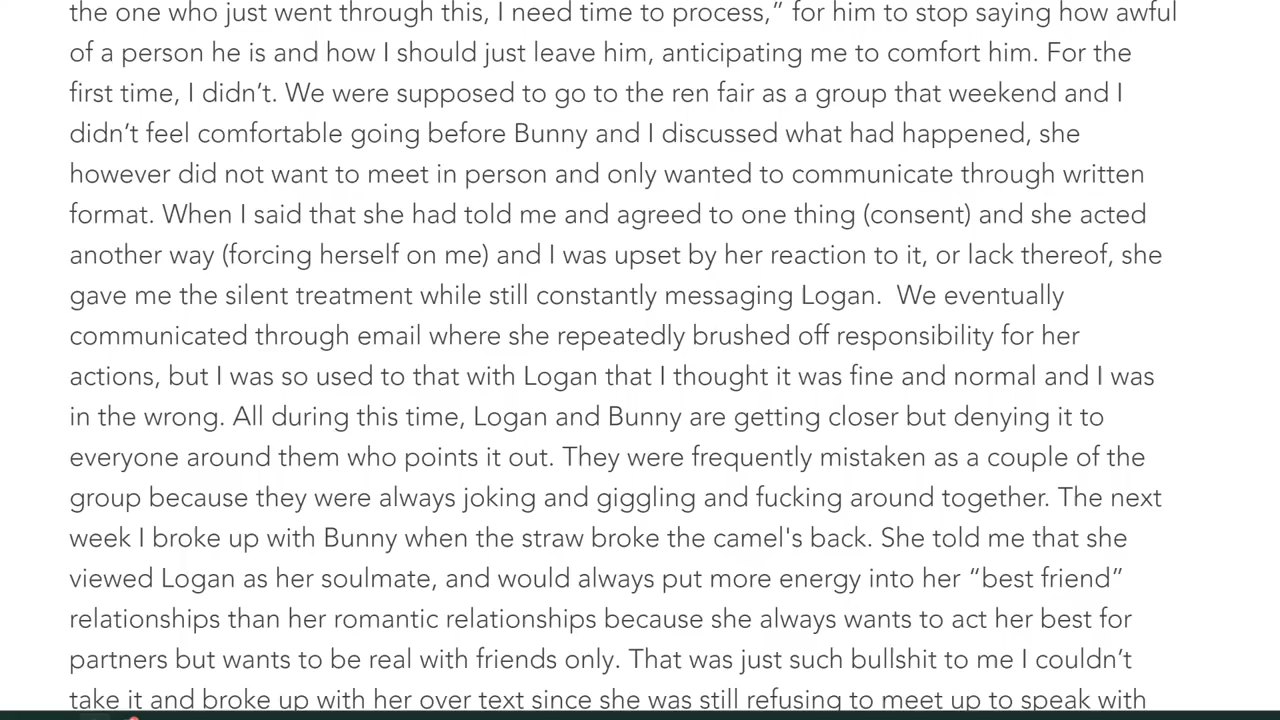 the one who just went through this, I need time to process,” for him to stop saying how awful
of a person he is and how I should just leave him, anticipating me to comfort him. For the
first time, I didn’t. We were supposed to go to the ren fair as a group that weekend and I
didn’t feel comfortable going before Bunny and I discussed what had happened, she
however did not want to meet in person and only wanted to communicate through written
format. When I said that she had told me and agreed to one thing (consent) and she acted
another way (forcing herself on me) and I was upset by her reaction to it, or lack thereof, she
gave me the silent treatment while still constantly messaging Logan.  We eventually
communicated through email where she repeatedly brushed off responsibility for her
actions, but I was so used to that with Logan that I thought it was fine and normal and I was
in the wrong. All during this time, Logan and Bunny are getting closer but denying it to
everyone around them who points it out. They were frequently mistaken as a couple of the
group because they were always joking and giggling and fucking around together. The next
week I broke up with Bunny when the straw broke the camel's back. She told me that she
viewed Logan as her soulmate, and would always put more energy into her “best friend”
relationships than her romantic relationships because she always wants to act her best for
partners but wants to be real with friends only. That was just such bullshit to me I couldn’t
take it and broke up with her over text since she was still refusing to meet up to speak with